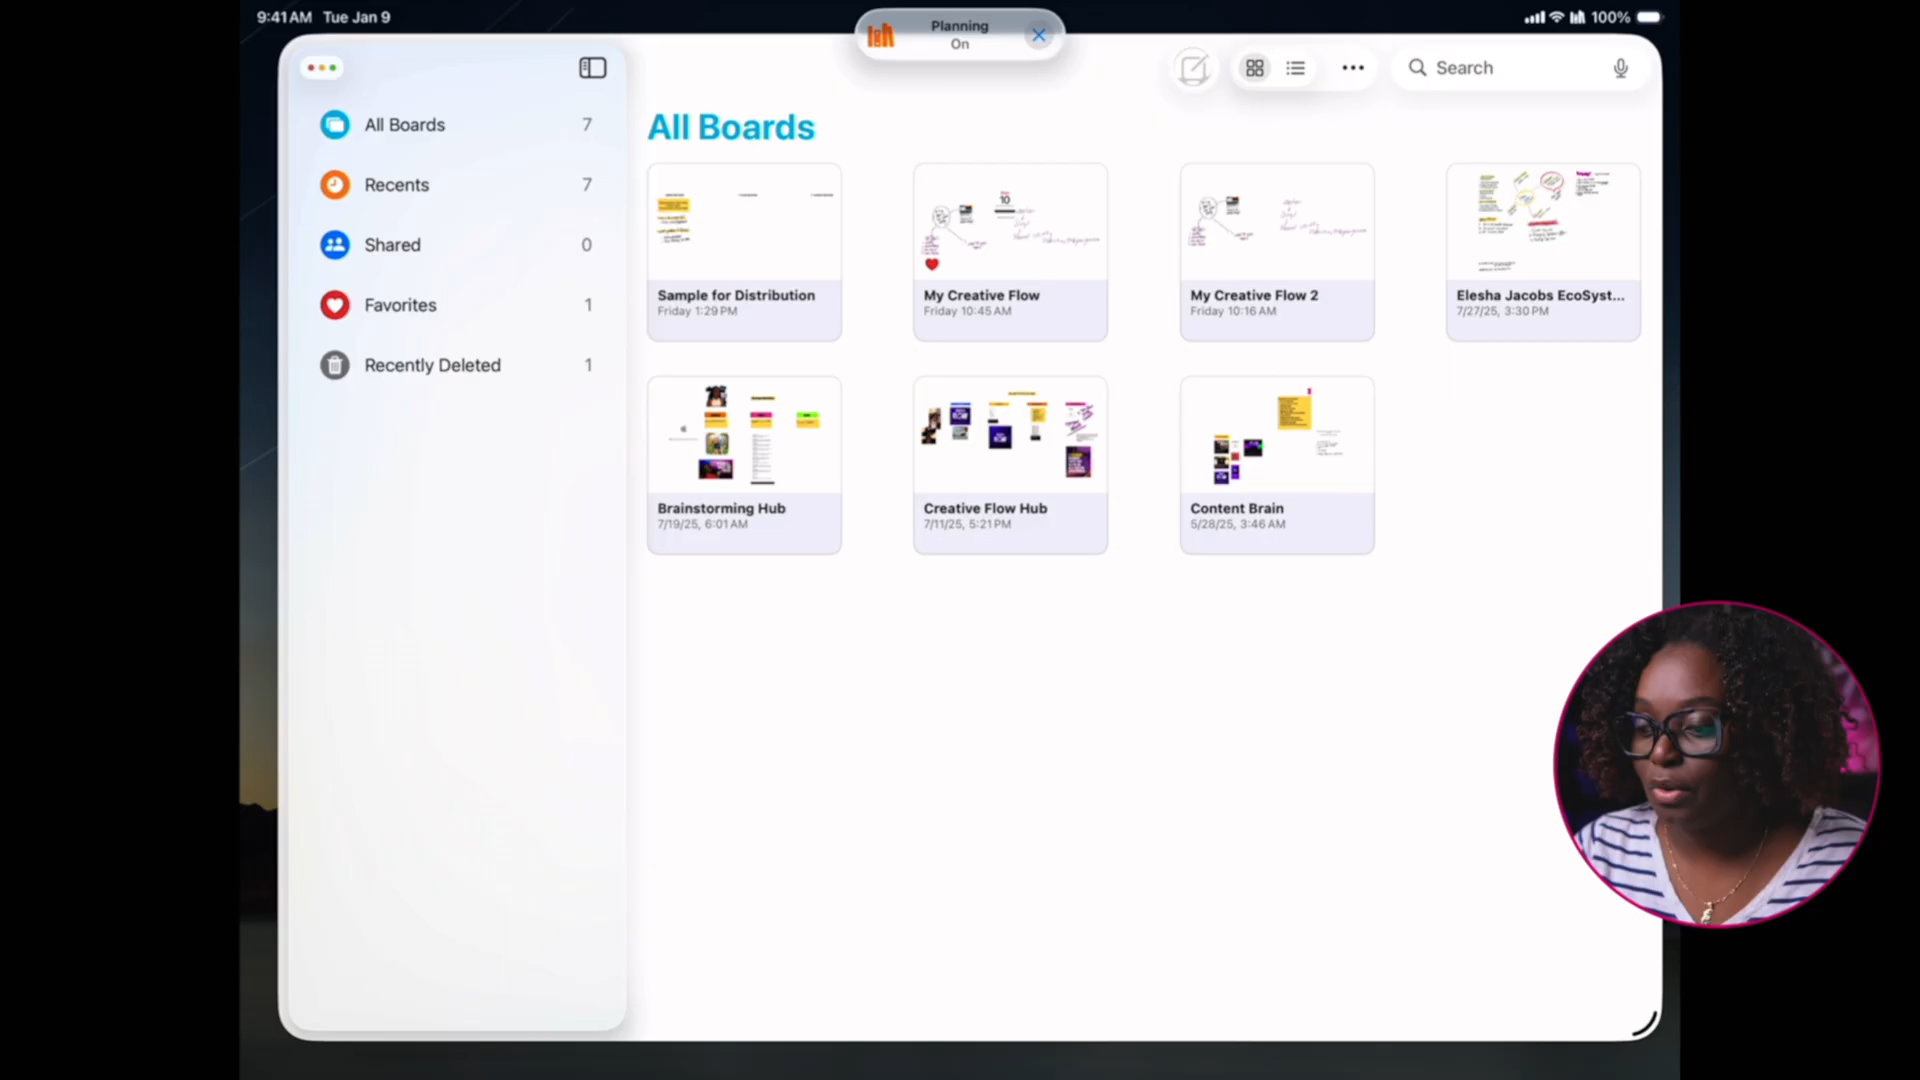 9:41 AM Tue Jan 9
Planning
On
100%
Search
All Boards 7
Recents 7
Shared 0
Favorites 1
Recently Deleted 1
All Boards
Sample for Distribution
Friday 1:29 PM
My Creative Flow
Friday 10:45 AM
My Creative Flow 2
Friday 10:16 AM
Elesha Jacobs EcoSyst...
7/27/25, 3:30 PM
10
Brainstorming Hub
7/19/25, 6:01 AM
Creative Flow Hub
7/11/25, 5:21 PM
Content Brain
5/28/25, 3:46 AM